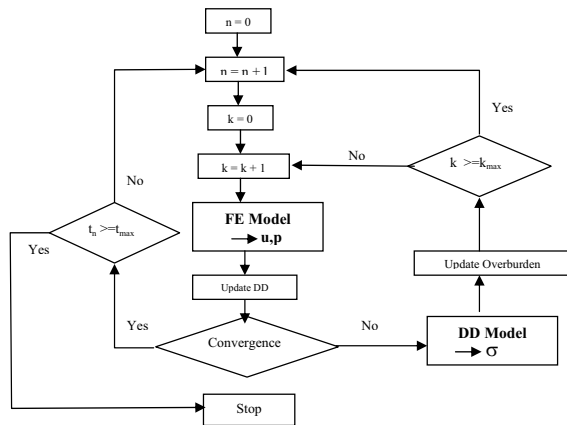 n = 0
n = n + 1
Yes
k = 0
No
k >=k_max
k = k + 1
No
FE Model
→ u,p
t_n >=t_max
Yes
Update DD
Update Overburden
Yes
Convergence
No
DD Model
→ σ
Stop